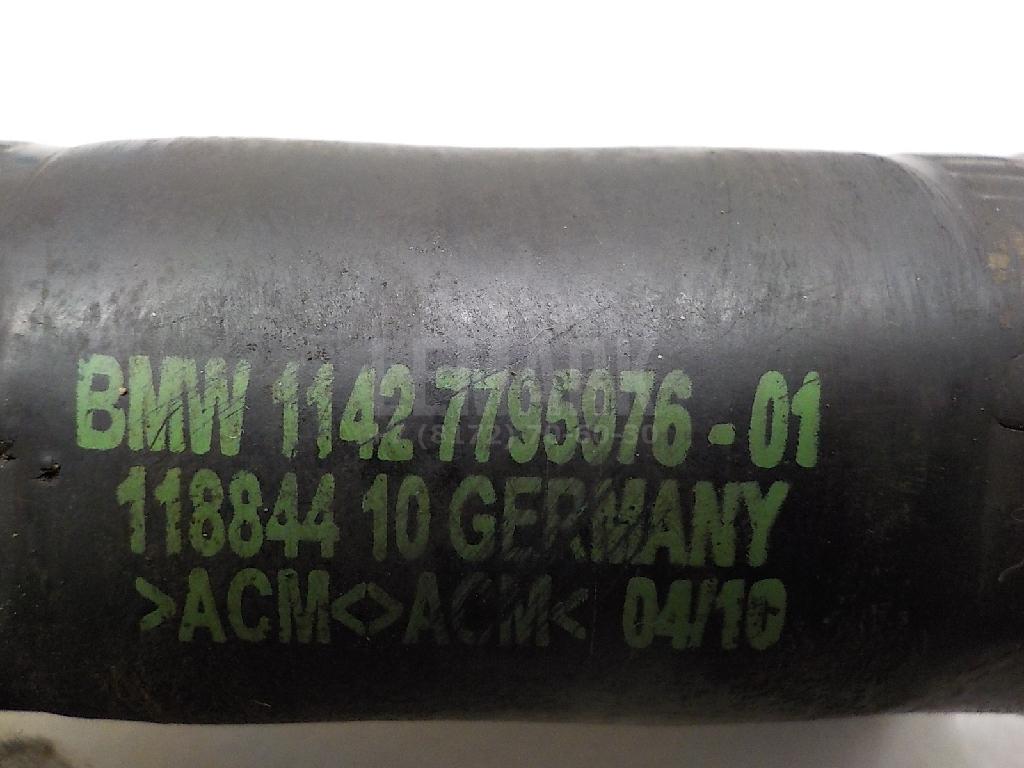 BMW 1142 7795976-01
118844 10 GERMANY
>ACM<>ACM< 04/10